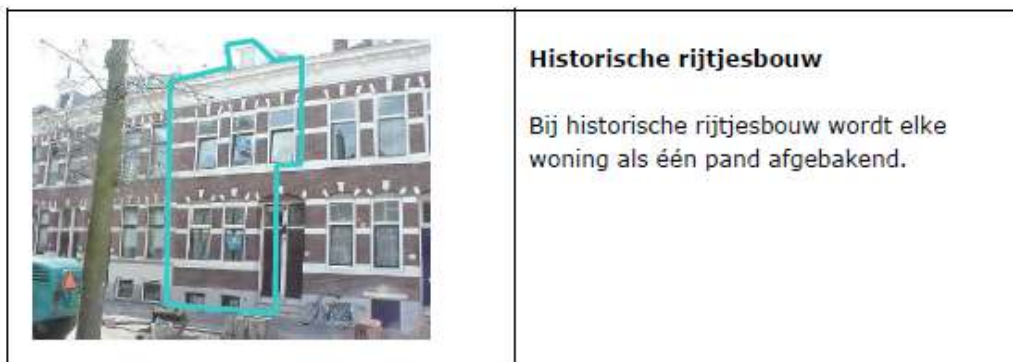 Historische rijtjesbouw
Bij historische rijtjesbouw wordt elke
woning als één pand afgebakend.